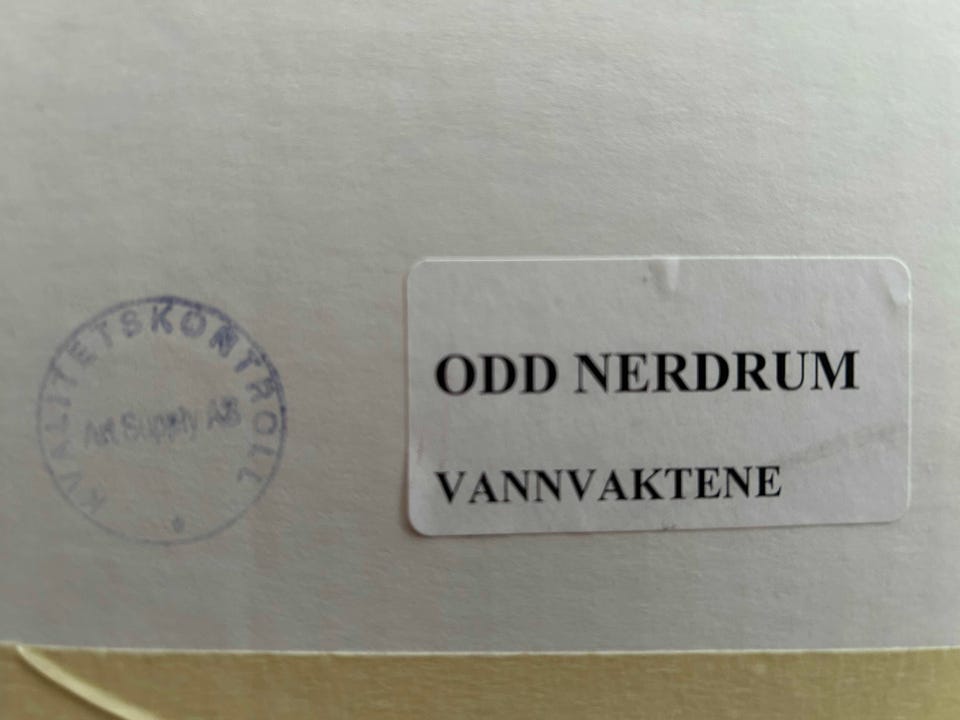 KVALITETSKONTROLL
Art Supply AB
ODD NERDRUM
VANNVAKTENE